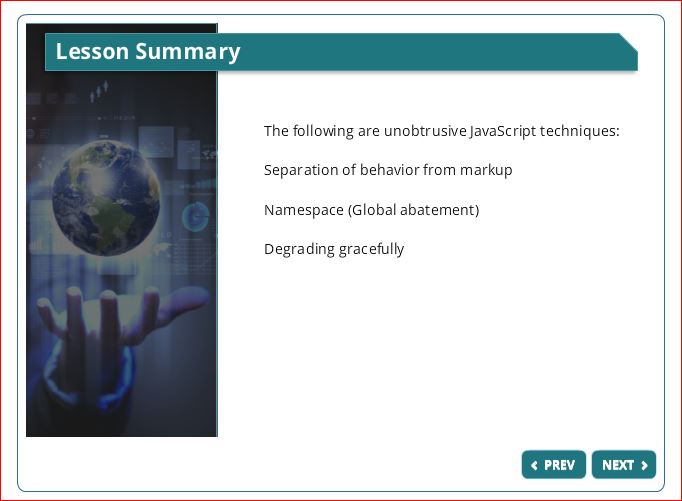 Lesson Summary
The following are unobtrusive JavaScript techniques:
Separation of behavior from markup
Namespace (Global abatement)
Degrading gracefully
PREV
NEXT